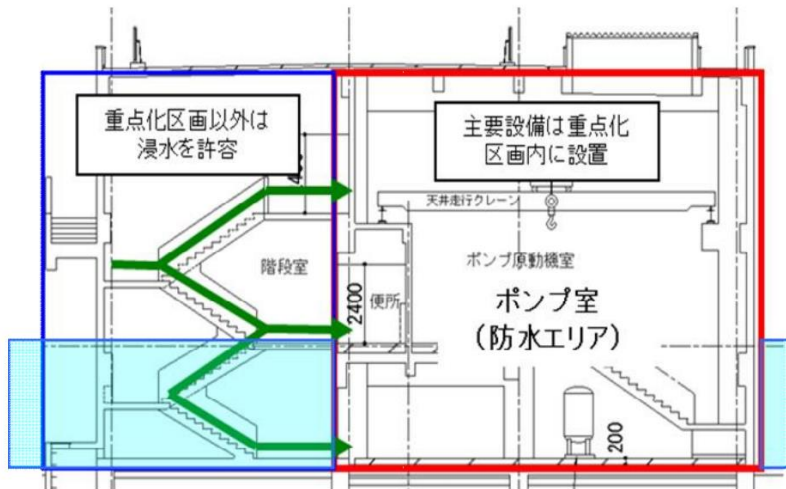 重点化区画以外は
浸水を許容
主要設備は重点化
区画内に設置
天井走行クレーン
階段室
ポンプ原動機室
便所
2400
ポンプ室
(防水エリア)
200